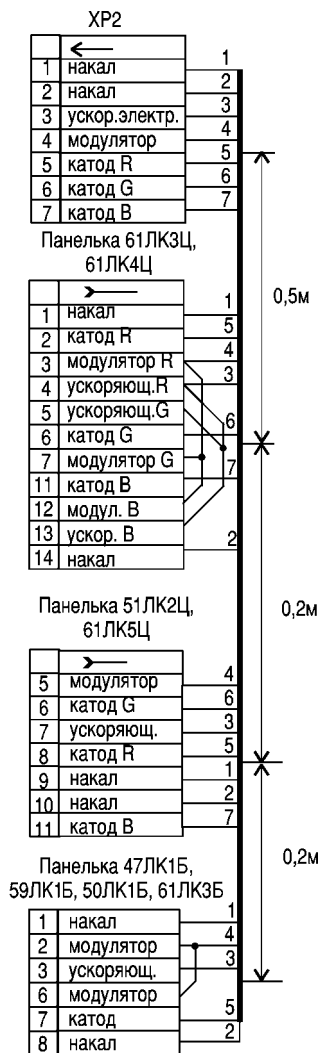 XP2
1 накал 1
2 накал 2
3 ускор.электр. 3
4 модулятор 4
5 катод R 5
6 катод G 6
7 катод B 7
Панелька 61ЛК3Ц,
61ЛК4Ц
0,5м
1 накал 1
2 катод R 5
3 модулятор R 4
4 ускоряющ.R 3
5 ускоряющ.G
6 катод G 6
7 модулятор G
11 катод B 7
12 модул. B
13 ускор. B
14 накал 2
Панелька 51ЛК2Ц,
61ЛК5Ц
0,2м
5 модулятор 4
6 катод G 6
7 ускоряющ. 3
8 катод R 5
9 накал 1
10 накал 2
11 катод B 7
Панелька 47ЛК1Б,
59ЛК1Б, 50ЛК1Б, 61ЛК3Б
0,2м
1 накал 1
2 модулятор 4
3 ускоряющ. 3
6 модулятор
7 катод 5
8 накал 2